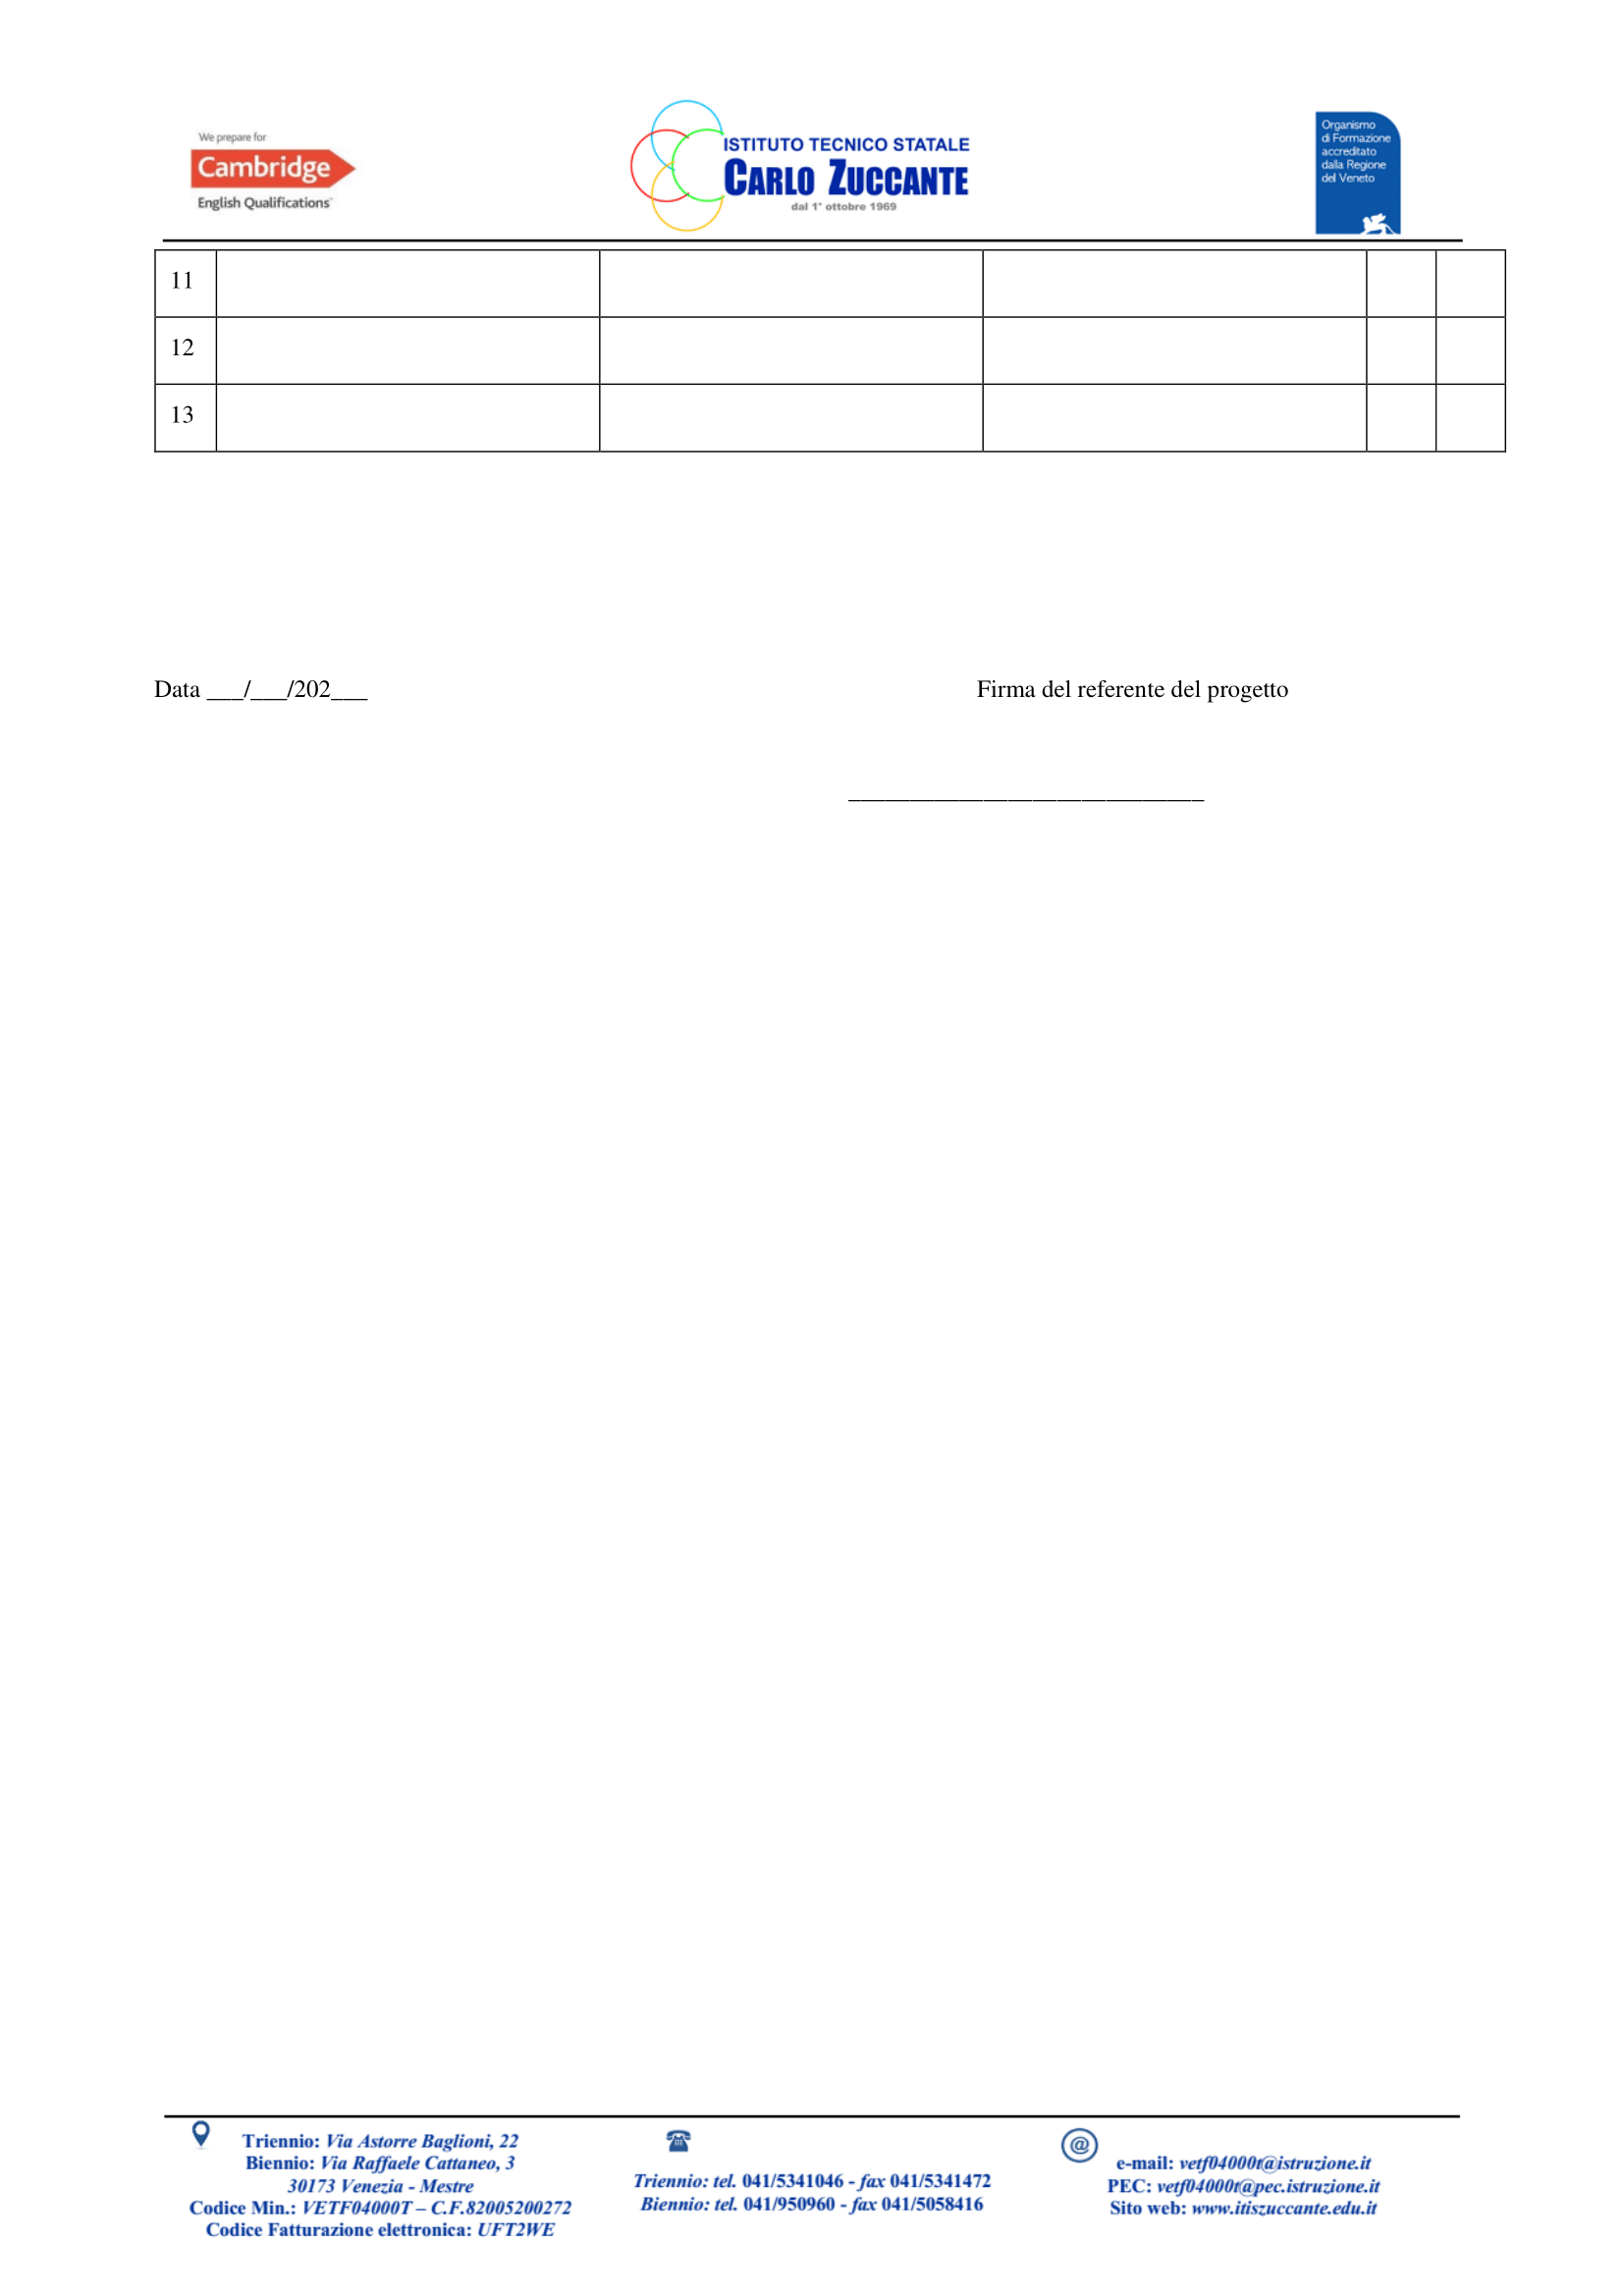 We prepare for
Cambridge
English Qualifications
ISTITUTO TECNICO STATALE
CARLO ZUCCANTE
dal 1° ottobre 1969
Organismo
di Formazione
accreditato
dalla Regione
del Veneto
11
12
13
Data ___/___/202___ Firma del referente del progetto
_____________________________
Triennio: Via Astorre Baglioni, 22
Biennio: Via Raffaele Cattaneo, 3
30173 Venezia - Mestre
Codice Min.: VETF04000T – C.F.82005200272
Codice Fatturazione elettronica: UFT2WE
Triennio: tel. 041/5341046 - fax 041/5341472
Biennio: tel. 041/950960 - fax 041/5058416
@
e-mail: vetf04000t@istruzione.it
PEC: vetf04000t@pec.istruzione.it
Sito web: www.itiszuccante.edu.it